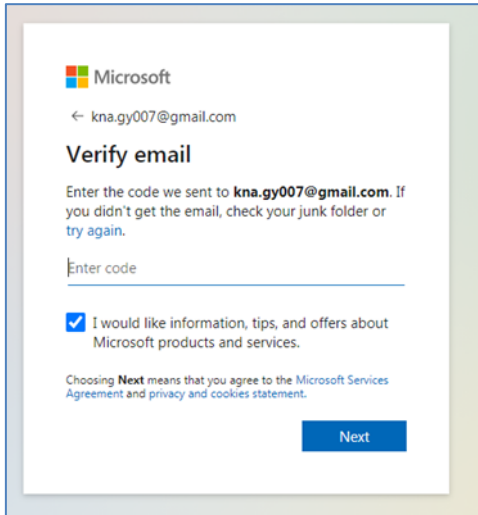 Microsoft
← kna.gy007@gmail.com
Verify email
Enter the code we sent to kna.gy007@gmail.com. If
you didn't get the email, check your junk folder or
try again.
Enter code
I would like information, tips, and offers about
Microsoft products and services.
Choosing Next means that you agree to the Microsoft Services
Agreement and privacy and cookies statement.
Next